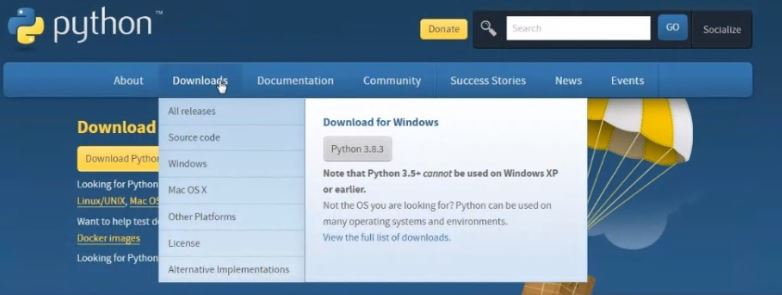 python™
Donate
Search
GO
Socialize
About Downloads Documentation Community Success Stories News Events
Download
Download Python
Looking for Python
Linux/UNIX, Mac OS
Want to help test d
Docker images
Looking for Python
All releases
Source code
Windows
Mac OS X
Other Platforms
License
Alternative Implementations
Download for Windows
Python 3.8.3
Note that Python 3.5+ cannot be used on Windows XP
or earlier.
Not the OS you are looking for? Python can be used on
many operating systems and environments.
View the full list of downloads.